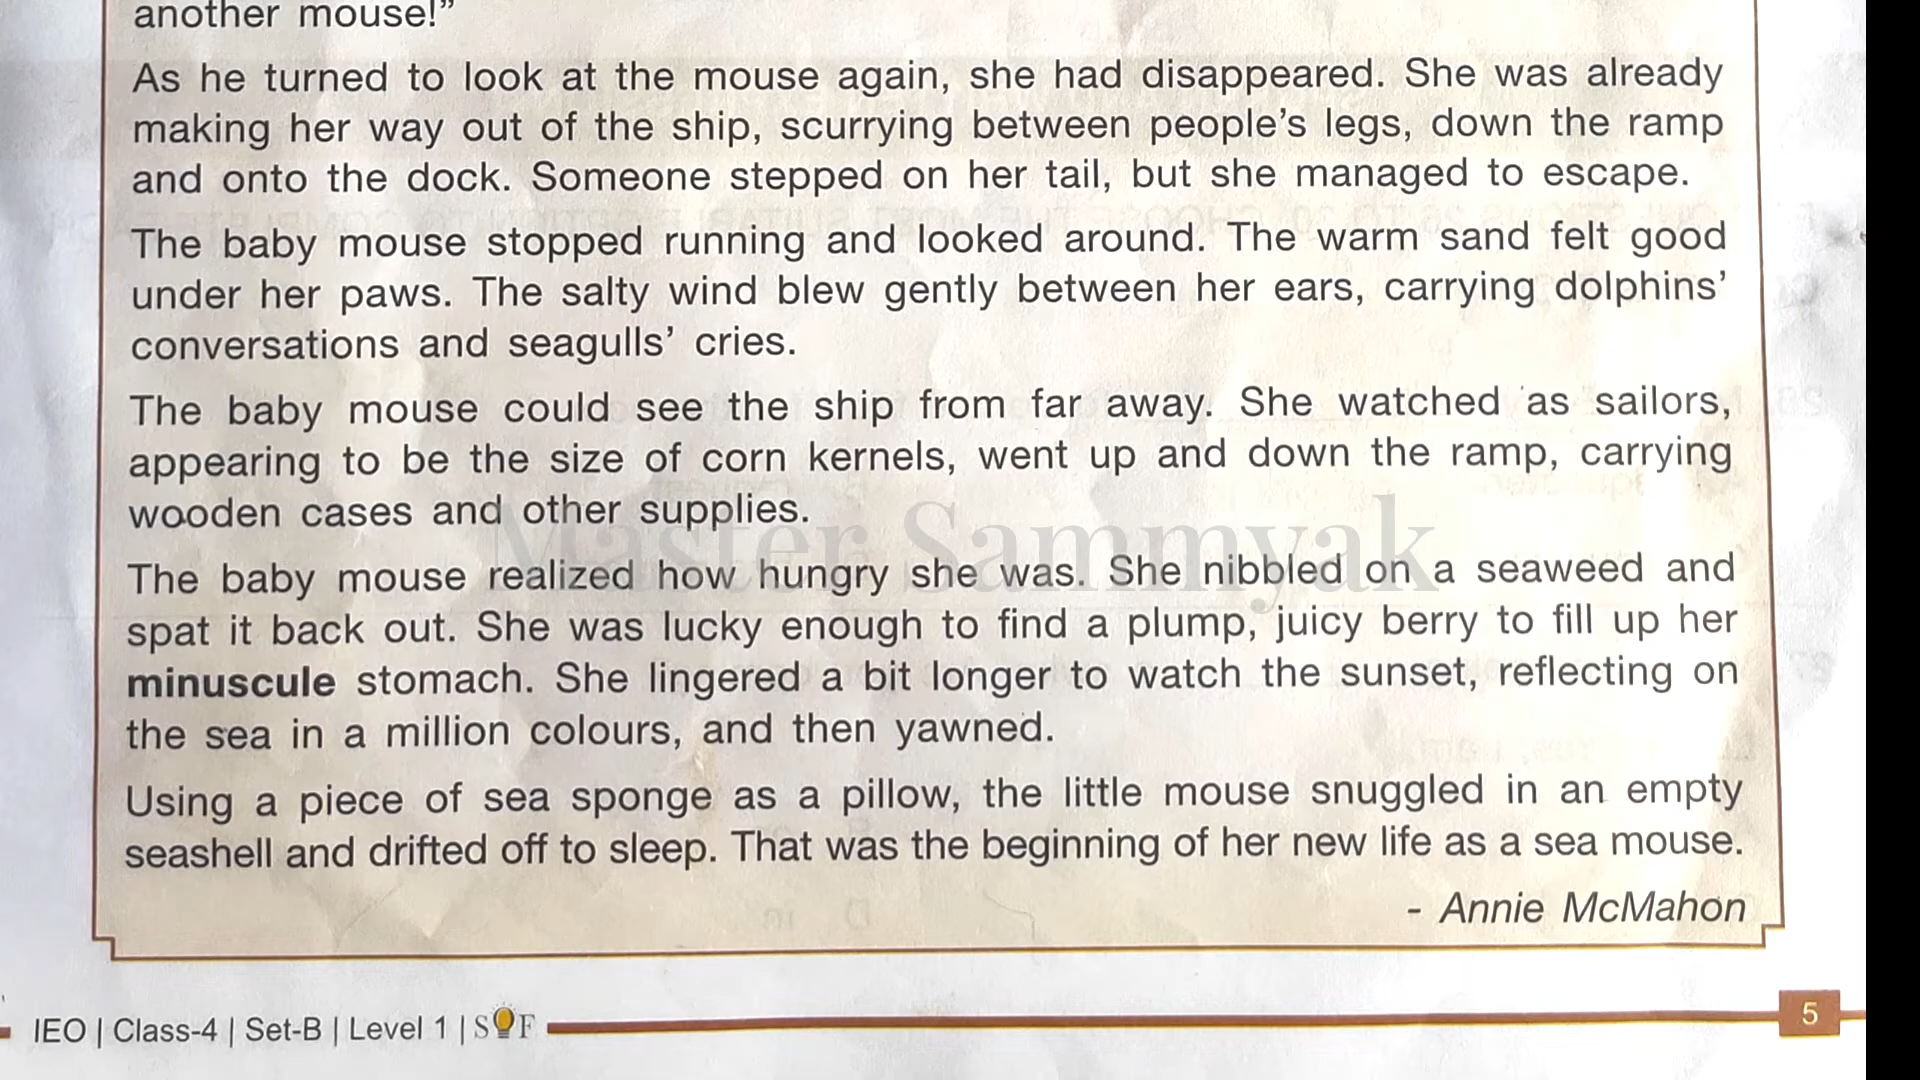 another mouse!"
As he turned to look at the mouse again, she had disappeared. She was already
making her way out of the ship, scurrying between people's legs, down the ramp
and onto the dock. Someone stepped on her tail, but she managed to escape.
The baby mouse stopped running and looked around. The warm sand felt good
under her paws. The salty wind blew gently between her ears, carrying dolphins'
conversations and seagulls' cries.
The baby mouse could see the ship from far away. She watched as sailors,
appearing to be the size of corn kernels, went up and down the ramp, carrying
wooden cases and other supplies.
Master Sammyak
The baby mouse realized how hungry she was. She nibbled on a seaweed and
spat it back out. She was lucky enough to find a plump, juicy berry to fill up her
minuscule stomach. She lingered a bit longer to watch the sunset, reflecting on
the sea in a million colours, and then yawned.
Using a piece of sea sponge as a pillow, the little mouse snuggled in an empty
seashell and drifted off to sleep. That was the beginning of her new life as a sea mouse.
- Annie McMahon
IEO | Class-4 | Set-B | Level 1 | SOF
5